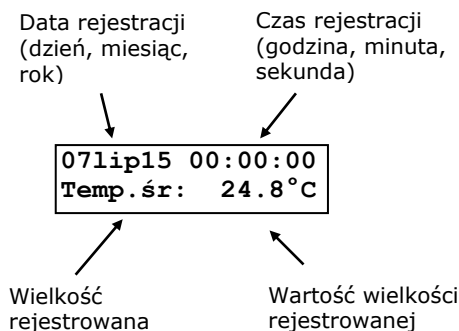 Data rejestracji
(dzień, miesiąc,
rok)
Czas rejestracji
(godzina, minuta,
sekunda)
07lip15 00:00:00
Temp.śr: 24.8°C
Wielkość
rejestrowana
Wartość wielkości
rejestrowanej